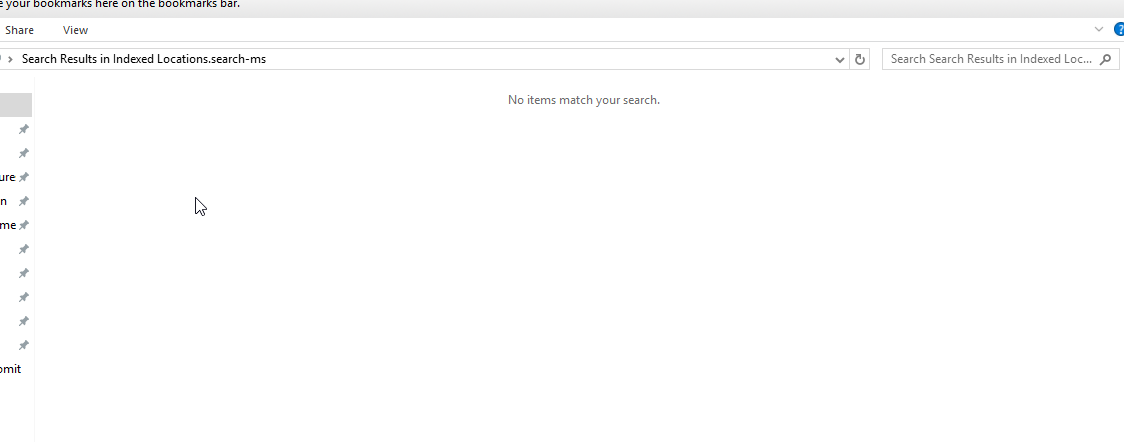 e your bookmarks here on the bookmarks bar.
Share View
Search Results in Indexed Locations.search-ms
Search Search Results in Indexed Loc...
No items match your search.
ure
n
me
omit